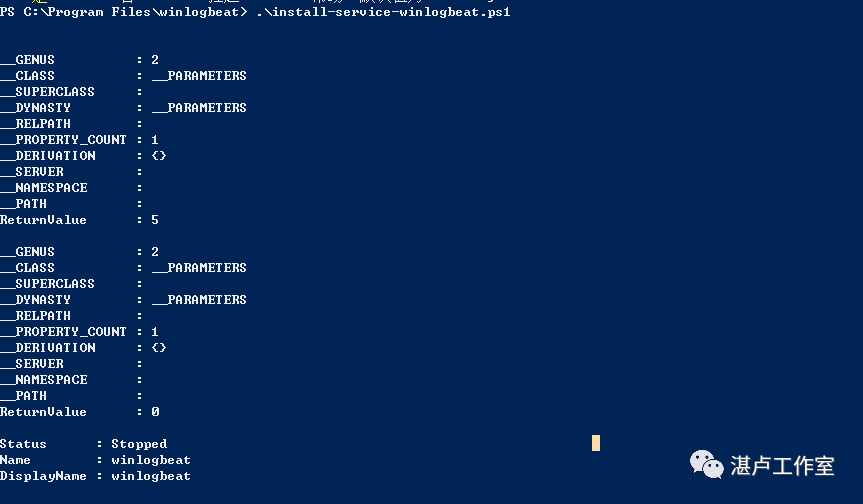 PS C:\Program Files\winlogbeat> .\install-service-winlogbeat.ps1
__GENUS : 2
__CLASS : __PARAMETERS
__SUPERCLASS :
__DYNASTY : __PARAMETERS
__RELPATH :
__PROPERTY_COUNT : 1
__DERIVATION : {}
__SERVER :
__NAMESPACE :
__PATH :
ReturnValue : 5
__GENUS : 2
__CLASS : __PARAMETERS
__SUPERCLASS :
__DYNASTY : __PARAMETERS
__RELPATH :
__PROPERTY_COUNT : 1
__DERIVATION : {}
__SERVER :
__NAMESPACE :
__PATH :
ReturnValue : 0
Status : Stopped
Name : winlogbeat
DisplayName : winlogbeat
湛卢工作室